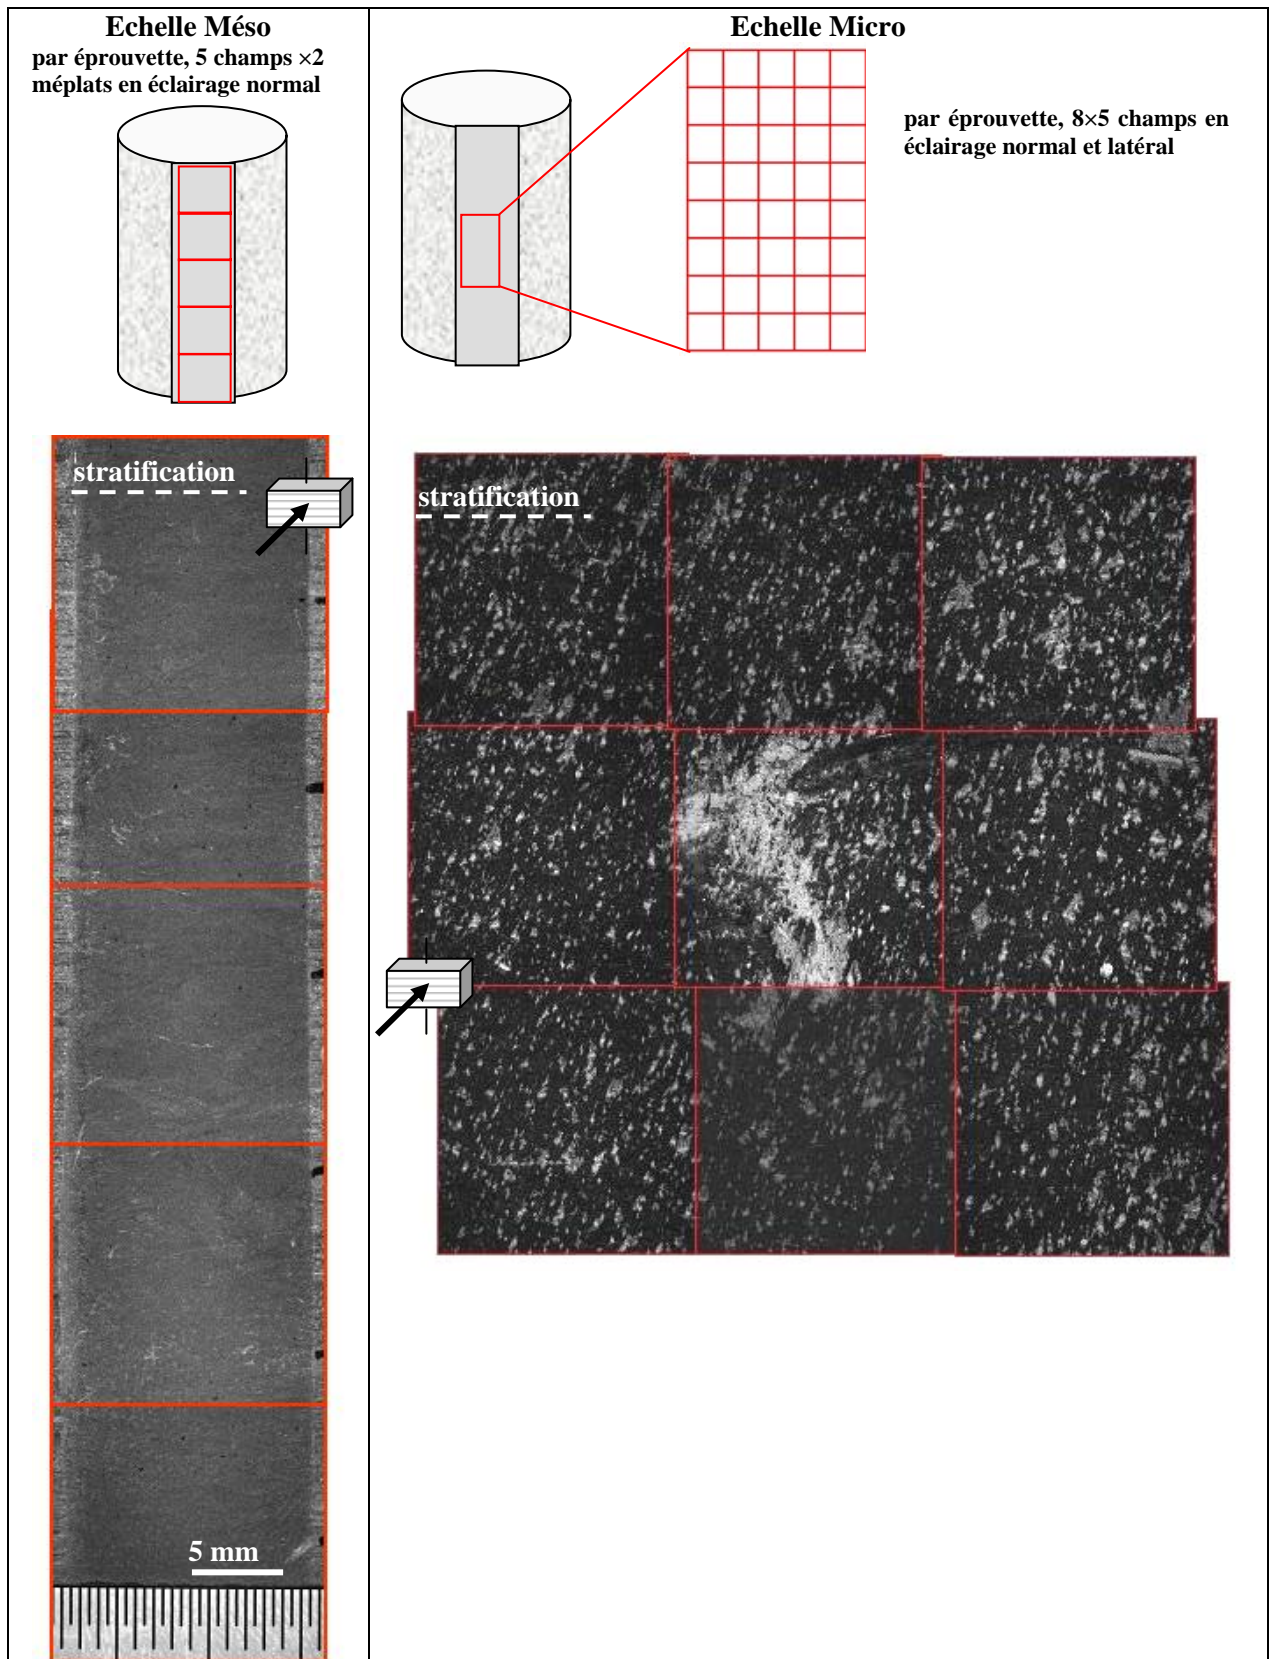 Echelle Méso
par éprouvette, 5 champs ×2
méplats en éclairage normal
stratification
5 mm
Echelle Micro
par éprouvette, 8×5 champs en
éclairage normal et latéral
stratification